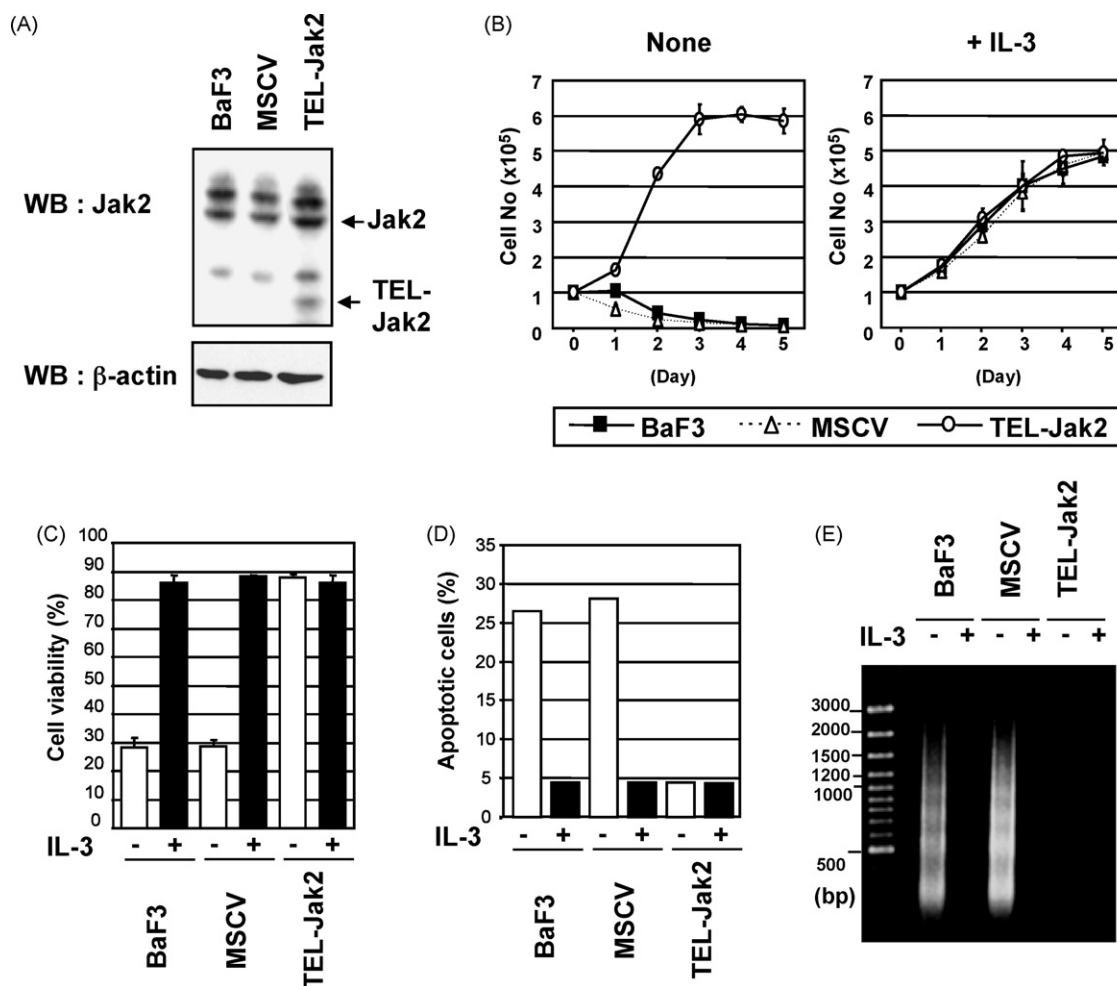 (A)
BaF3
MSCV
TEL-Jak2
WB : Jak2
Jak2
TEL-
Jak2
WB : β-actin
(B)
None
+ IL-3
Cell No (x10⁵)
7
6
5
4
3
2
1
0
0 1 2 3 4 5
(Day)
Cell No (x10⁵)
7
6
5
4
3
2
1
0
0 1 2 3 4 5
(Day)
BaF3 MSCV TEL-Jak2
(C)
Cell viability (%)
100
90
80
70
60
50
40
30
20
10
0
IL-3 - + - + - +
BaF3
MSCV
TEL-Jak2
(D)
Apoptotic cells (%)
35
30
25
20
15
10
5
0
IL-3 - + - + - +
BaF3
MSCV
TEL-Jak2
(E)
BaF3
MSCV
TEL-Jak2
IL-3 - + - + - +
3000
2000
1500
1200
1000
500
(bp)